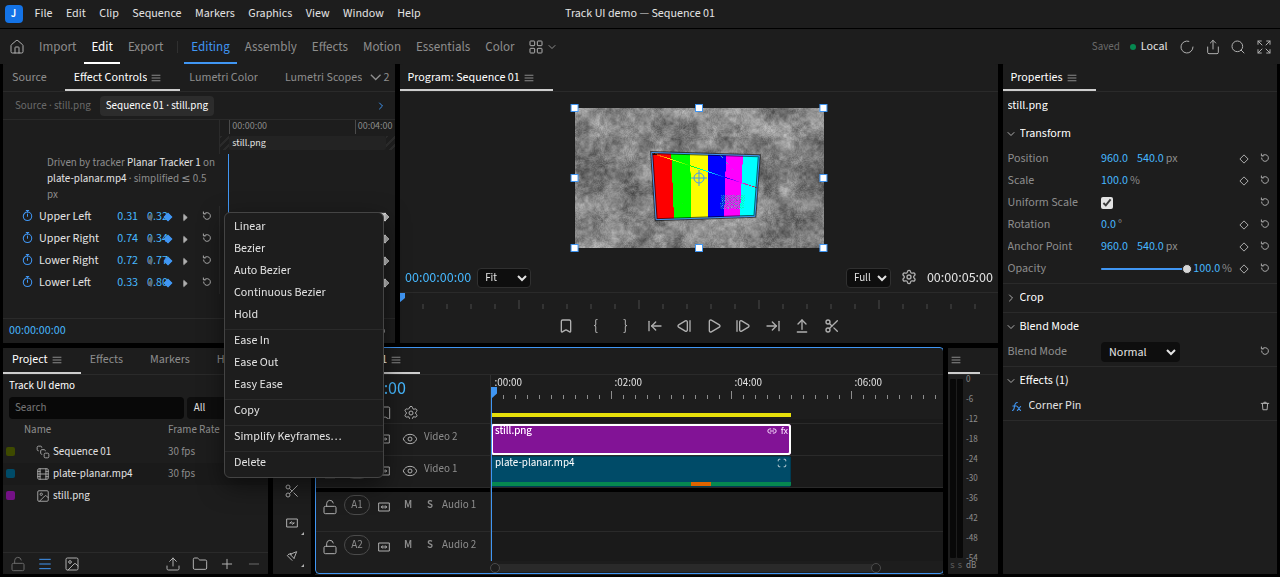 J File Edit Clip Sequence Markers Graphics View Window Help Track UI demo — Sequence 01
Import Edit Export Editing Assembly Effects Motion Essentials Color Saved Local
Source Effect Controls Lumetri Color Lumetri Scopes 2
Source · still.png Sequence 01 · still.png
00:00:00 00:04:00
still.png
Driven by tracker Planar Tracker 1 on
plate-planar.mp4 · simplified ≤ 0.5
px
Upper Left 0.31 0.32
Upper Right 0.74 0.34
Lower Right 0.72 0.77
Lower Left 0.33 0.80
00:00:00:00
Linear
Bezier
Auto Bezier
Continuous Bezier
Hold
Ease In
Ease Out
Easy Ease
Copy
Simplify Keyframes…
Delete
Program: Sequence 01
00:00:00:00 Fit Full 00:00:05:00
Properties
still.png
Transform
Position 960.0 540.0 px
Scale 100.0 %
Uniform Scale
Rotation 0.0 °
Anchor Point 960.0 540.0 px
Opacity 100.0 %
Crop
Blend Mode
Blend Mode Normal
Effects (1)
fx Corner Pin
Project Effects Markers H
Track UI demo
Search All
Name Frame Rate
Sequence 01 30 fps
plate-planar.mp4 30 fps
still.png
:00:00 :02:00 :04:00 :06:00
Video 2 still.png fx
Video 1 plate-planar.mp4
A1 M S Audio 1
A2 M S Audio 2
0
-6
-12
-18
-24
-30
-36
-42
-48
-54
S S dB